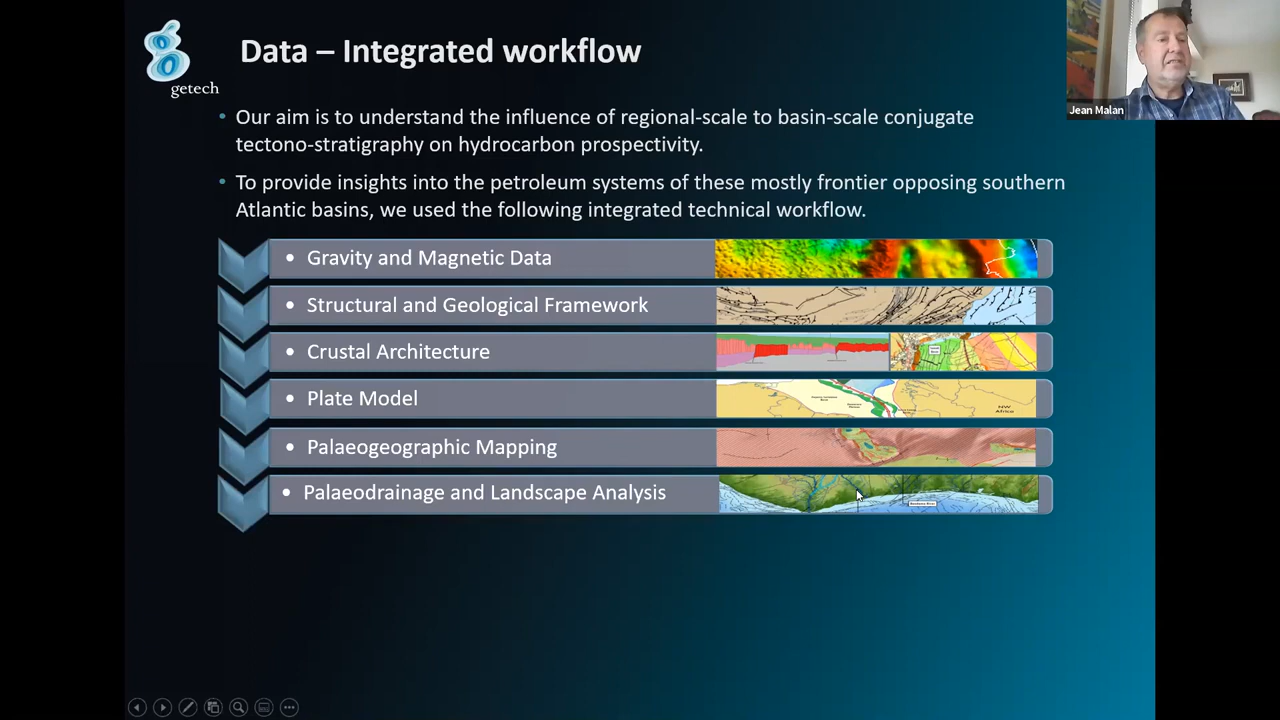 getech
Data – Integrated workflow
Jean Malan
• Our aim is to understand the influence of regional-scale to basin-scale conjugate
tectono-stratigraphy on hydrocarbon prospectivity.
• To provide insights into the petroleum systems of these mostly frontier opposing southern
Atlantic basins, we used the following integrated technical workflow.
• Gravity and Magnetic Data
• Structural and Geological Framework
• Crustal Architecture
• Plate Model
NW
Africa
• Palaeogeographic Mapping
• Palaeodrainage and Landscape Analysis